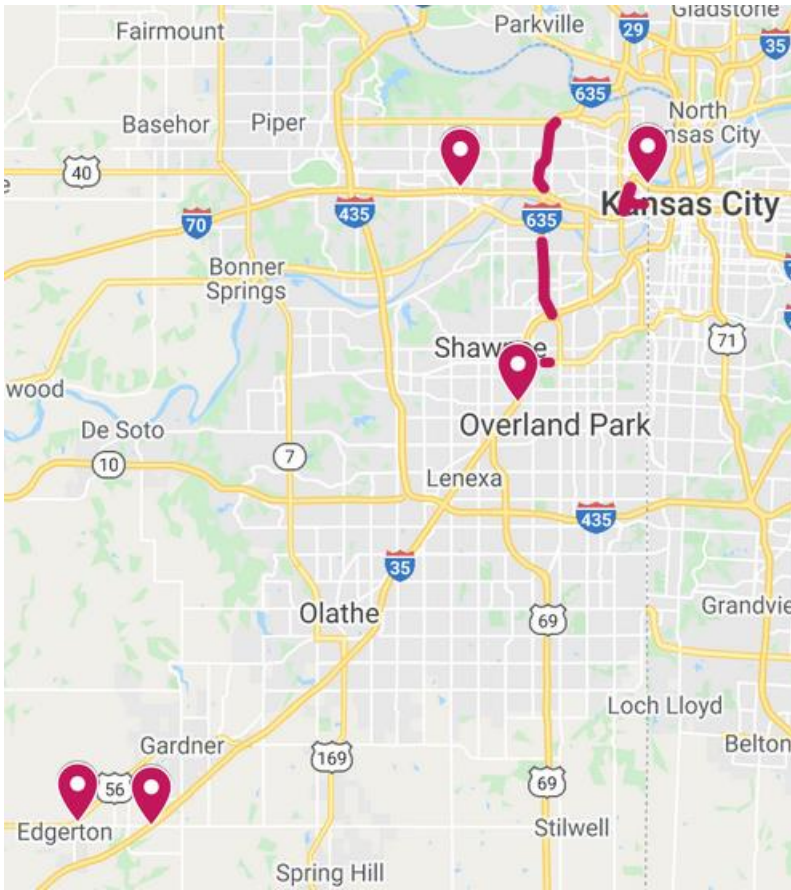 Gladstone
Parkville
29
Fairmount
35
635
North
nsas City
Basehor
Piper
40
Kansas City
435
635
70
Bonner
Springs
71
Shawnee
wood
Overland Park
De Soto
7
10
Lenexa
435
35
Olathe
69
Grandvie
Loch Lloyd
Gardner
Belton
169
56
69
Edgerton
Stilwell
Spring Hill